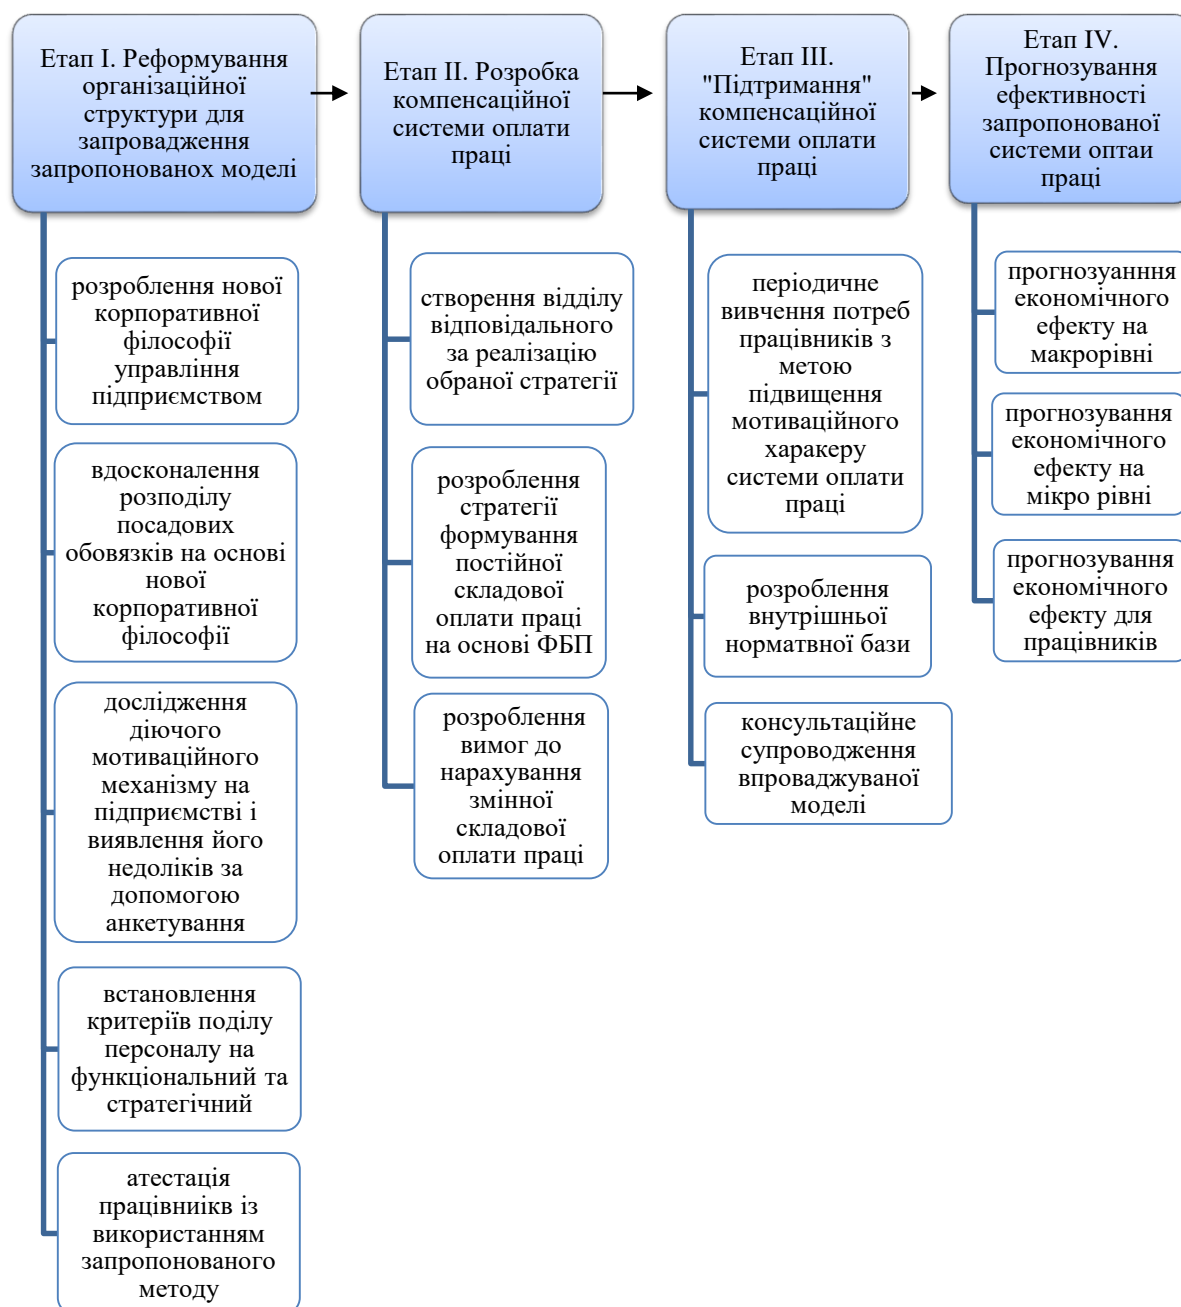 Етап І. Реформування
організаційної
структури для
запровадження
запропонованох моделі
розроблення нової
корпоративної
філософії
управління
підприємством
вдосконалення
розподілу
посадових
обовязків на основі
нової
корпоративної
філософії
дослідження
діючого
мотиваційного
механізму на
підприємстві і
виявлення його
недоліків за
допомогою
анкетування
встановлення
критеріїв поділу
персоналу на
функціональний та
стратегічний
атестація
працівниікв із
використанням
запропонованого
методу
Етап ІІ. Розробка
компенсаційної
системи оплати
праці
створення відділу
відповідального
за реалізацію
обраної стратегії
розроблення
стратегії
формування
постійної
складової
оплати праці
на основі ФБП
розроблення
вимог до
нарахування
змінної
складової
оплати праці
Етап ІІІ.
"Підтримання"
компенсаційної
системи оплати
праці
періодичне
вивчення потреб
працівників з
метою
підвищення
мотиваційного
харакеру
системи оплати
праці
розроблення
внутрішньої
норматвної бази
консультаційне
супроводження
впроваджуваної
моделі
Етап IV.
Прогнозування
ефективності
запропонованої
системи оптаи
праці
прогнозуанння
економічного
ефекту на
макрорівні
прогнозування
економічного
ефекту на
мікро рівні
прогнозування
економічного
ефекту для
працівників